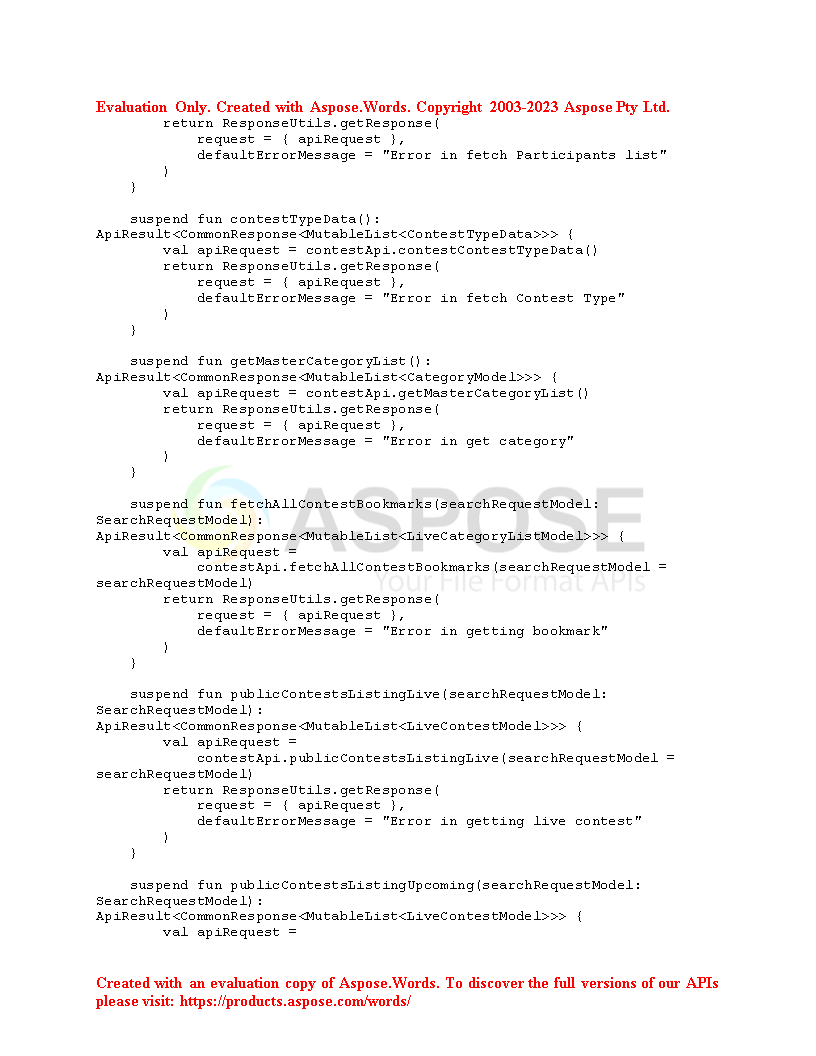 Evaluation Only. Created with Aspose.Words. Copyright 2003-2023 Aspose Pty Ltd.
        return ResponseUtils.getResponse(
            request = { apiRequest },
            defaultErrorMessage = "Error in fetch Participants list"
        )
    }

    suspend fun contestTypeData():
ApiResult<CommonResponse<MutableList<ContestTypeData>>> {
        val apiRequest = contestApi.contestContestTypeData()
        return ResponseUtils.getResponse(
            request = { apiRequest },
            defaultErrorMessage = "Error in fetch Contest Type"
        )
    }

    suspend fun getMasterCategoryList():
ApiResult<CommonResponse<MutableList<CategoryModel>>> {
        val apiRequest = contestApi.getMasterCategoryList()
        return ResponseUtils.getResponse(
            request = { apiRequest },
            defaultErrorMessage = "Error in get category"
        )
    }

    suspend fun fetchAllContestBookmarks(searchRequestModel:
SearchRequestModel):
ApiResult<CommonResponse<MutableList<LiveCategoryListModel>>> {
        val apiRequest =
            contestApi.fetchAllContestBookmarks(searchRequestModel =
searchRequestModel)
        return ResponseUtils.getResponse(
            request = { apiRequest },
            defaultErrorMessage = "Error in getting bookmark"
        )
    }

    suspend fun publicContestsListingLive(searchRequestModel:
SearchRequestModel):
ApiResult<CommonResponse<MutableList<LiveContestModel>>> {
        val apiRequest =
            contestApi.publicContestsListingLive(searchRequestModel =
searchRequestModel)
        return ResponseUtils.getResponse(
            request = { apiRequest },
            defaultErrorMessage = "Error in getting live contest"
        )
    }

    suspend fun publicContestsListingUpcoming(searchRequestModel:
SearchRequestModel):
ApiResult<CommonResponse<MutableList<LiveContestModel>>> {
        val apiRequest =
ASPOSE
Your File Format APIs
Created with an evaluation copy of Aspose.Words. To discover the full versions of our APIs
please visit: https://products.aspose.com/words/